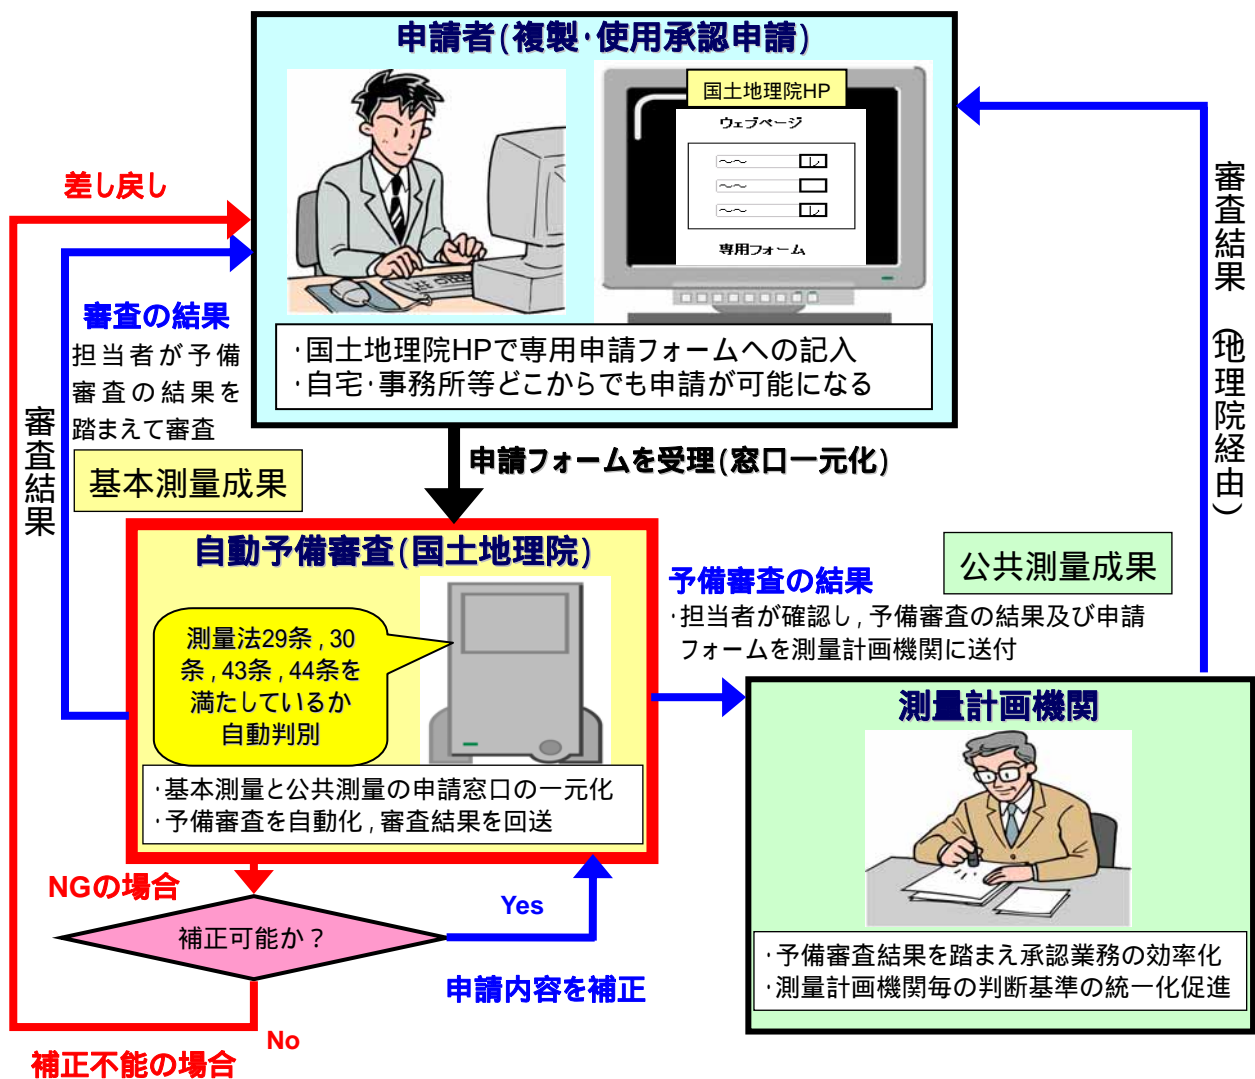 申請者(複製·使用承認申請)
国土地理院HP
ウェブページ
～～
レ
～～
～～
レ
専用フォーム
·国土地理院HPで専用申請フォームへの記入
·自宅·事務所等どこからでも申請が可能になる
差し戻し
審査の結果
担当者が予備
審査の結果を
踏まえて審査
審査結果
基本測量成果
申請フォームを受理(窓口一元化)
審査結果 (地理院経由)
自動予備審査(国土地理院)
測量法29条,30
条,43条,44条を
満たしているか
自動判別
·基本測量と公共測量の申請窓口の一元化
·予備審査を自動化,審査結果を回送
公共測量成果
予備審査の結果
·担当者が確認し,予備審査の結果及び申請
フォームを測量計画機関に送付
測量計画機関
·予備審査結果を踏まえ承認業務の効率化
·測量計画機関毎の判断基準の統一化促進
NGの場合
補正可能か？
Yes
申請内容を補正
No
補正不能の場合